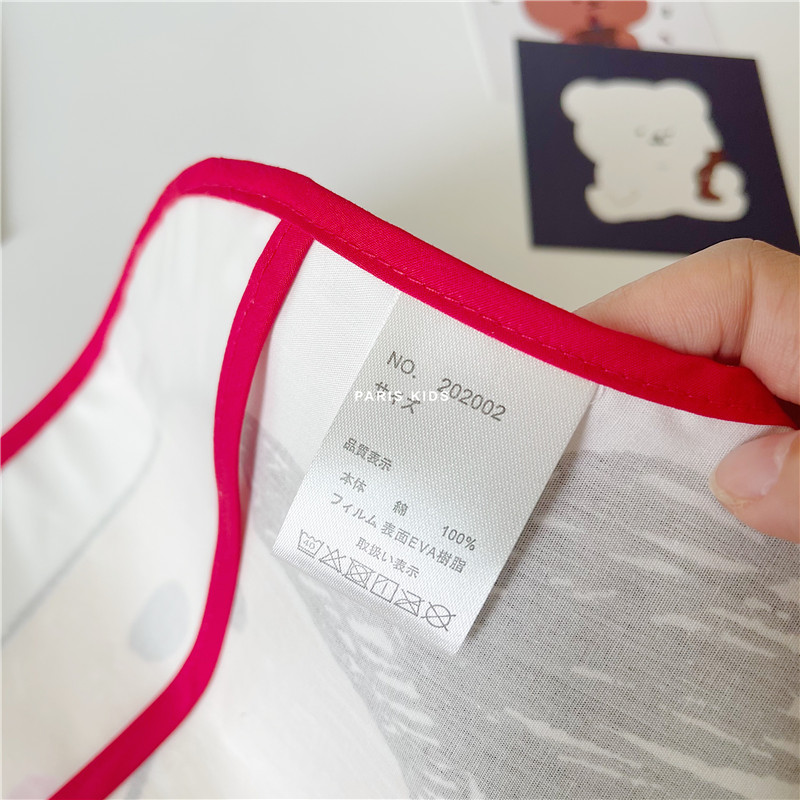 NO. 202002
サイズ
PARIS KIDS
品質表示
本体 綿 100%
フィルム 表面EVA樹脂
取扱い表示
40